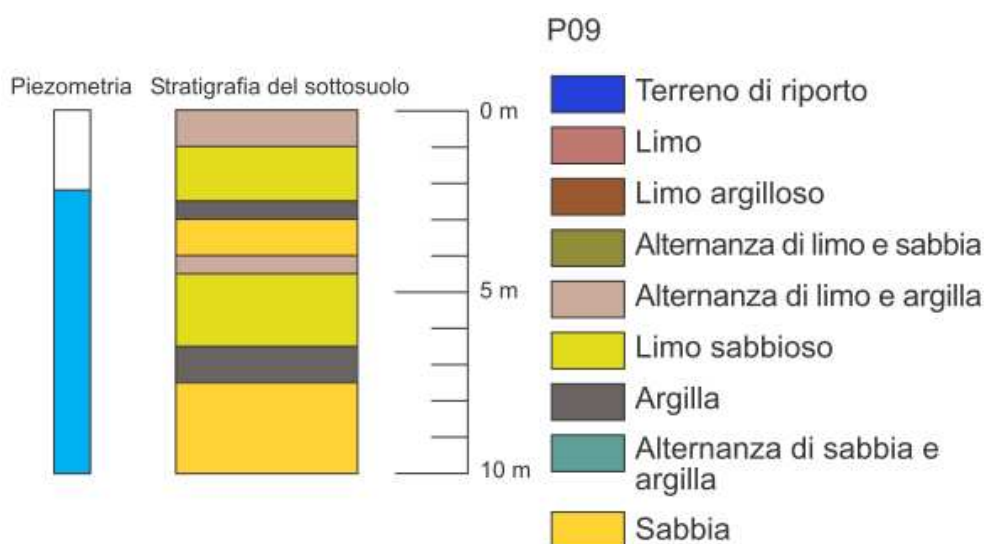 P09
Piezometria
Stratigrafia del sottosuolo
0 m
5 m
10 m
Terreno di riporto
Limo
Limo argilloso
Alternanza di limo e sabbia
Alternanza di limo e argilla
Limo sabbioso
Argilla
Alternanza di sabbia e
argilla
Sabbia